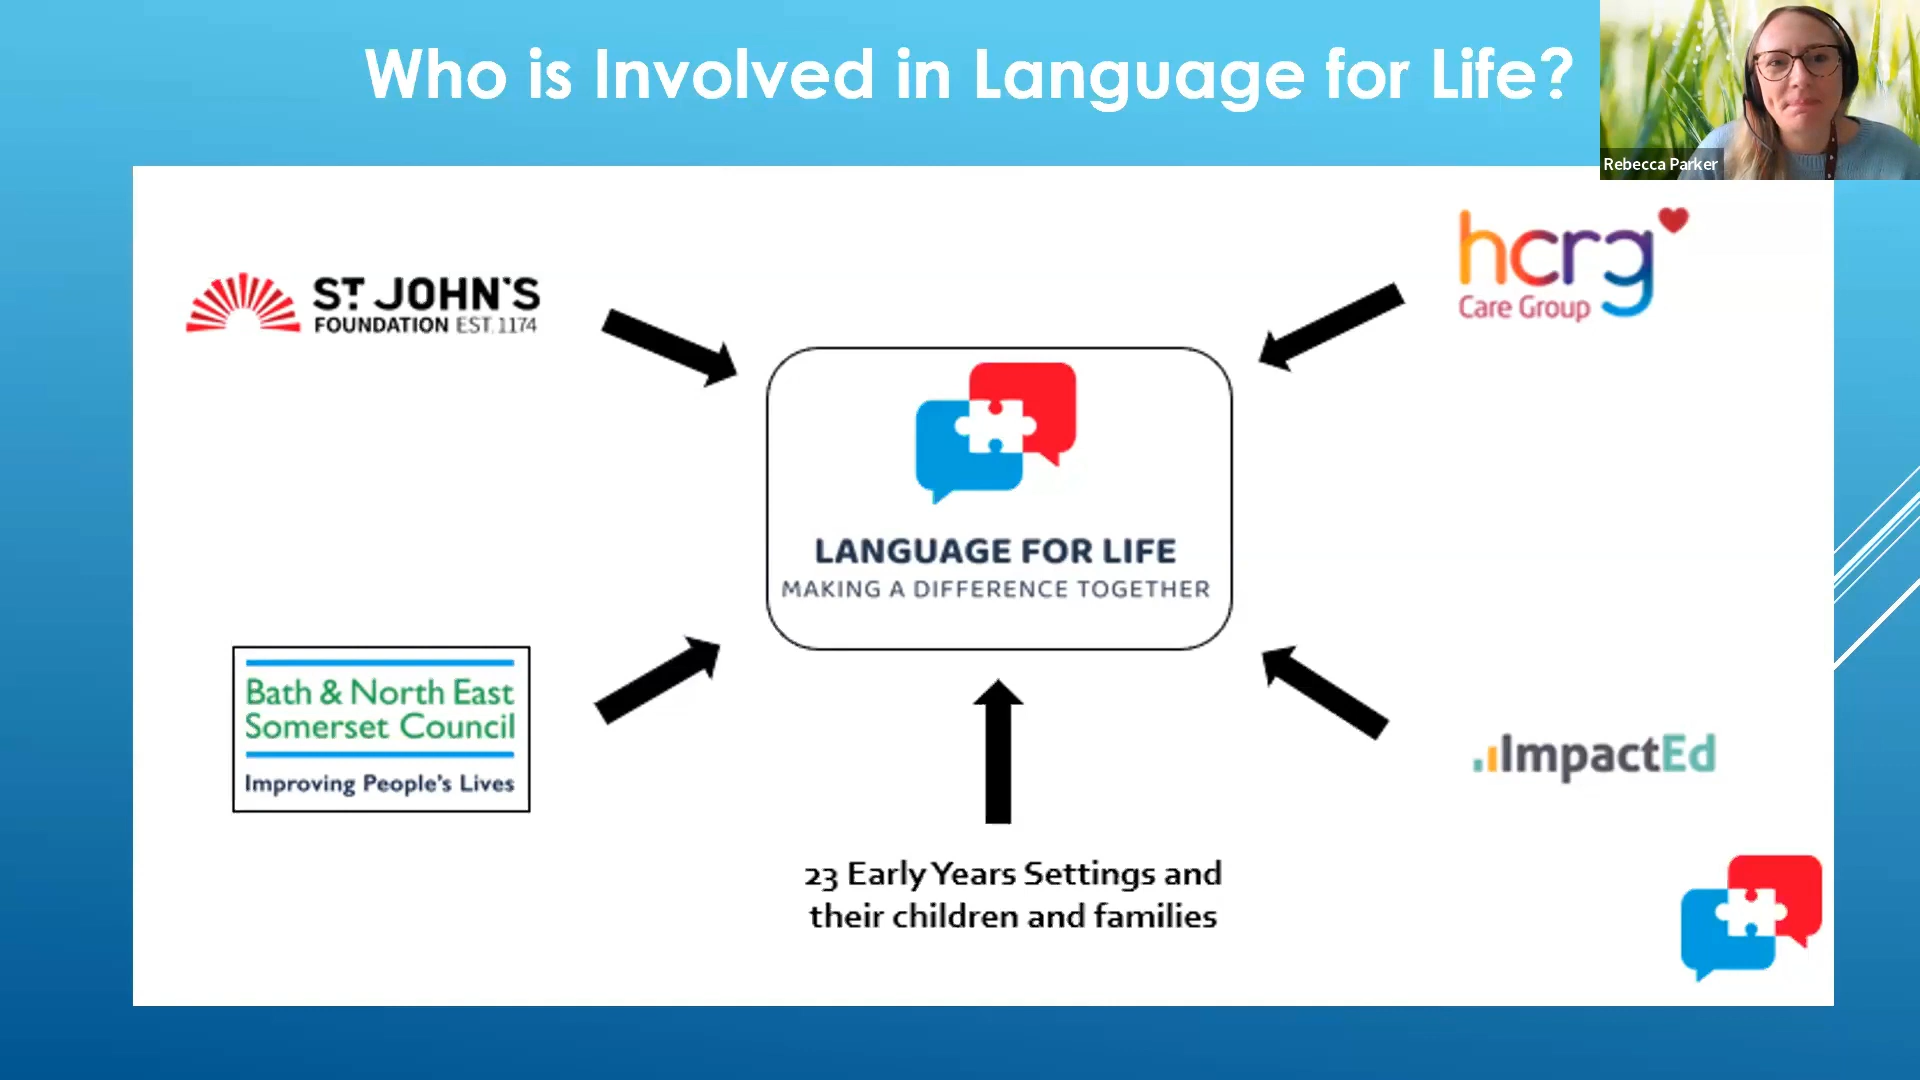 Who is Involved in Language for Life?
Rebecca Parker
ST JOHN'S
FOUNDATION EST. 1174
hcrg
Care Group
LANGUAGE FOR LIFE
MAKING A DIFFERENCE TOGETHER
Bath & North East
Somerset Council
Improving People's Lives
ImpactEd
23 Early Years Settings and
their children and families